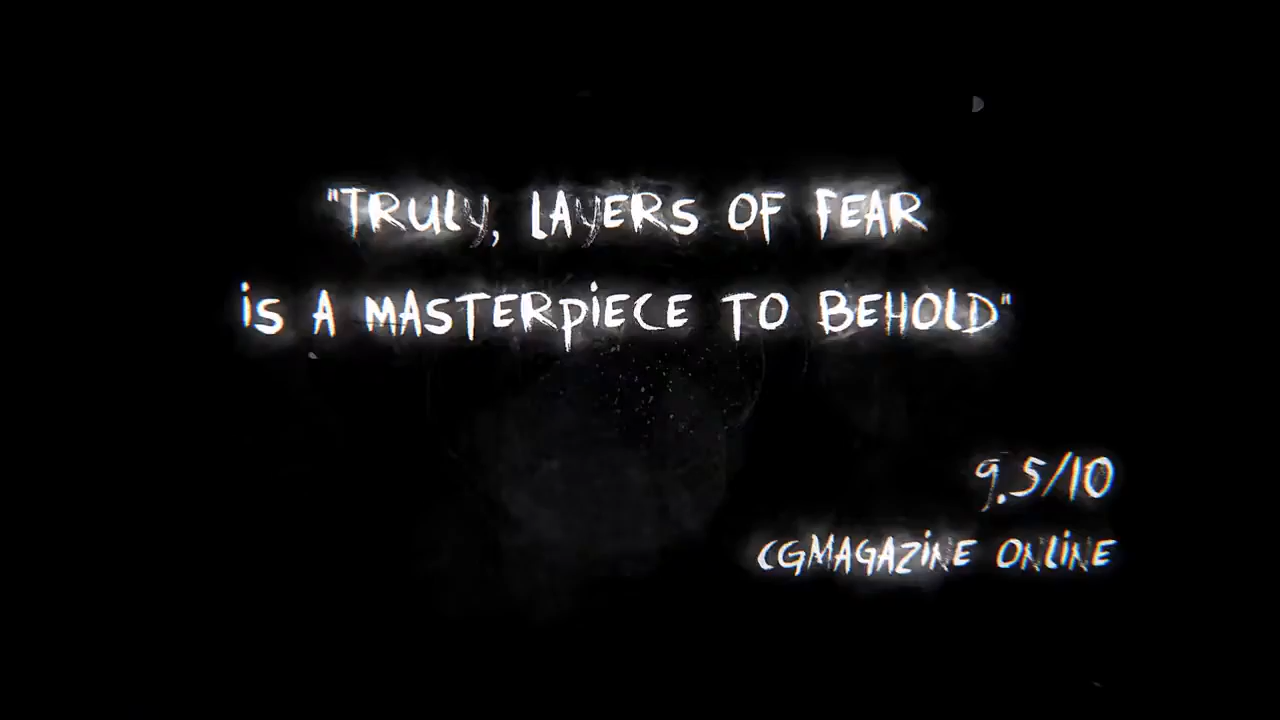 "TRULY, LAYERS OF FEAR
iS A MASTERPiECE TO BEHOLD"
9.5/10
CGMAGAZiNE ONLiNE